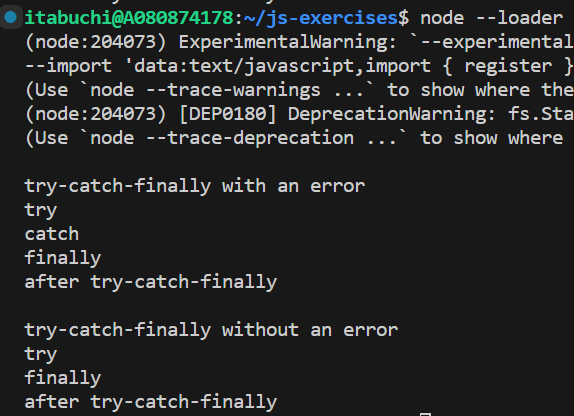 itabuchi@A080874178:~/js-exercises$ node --loader
(node:204073) ExperimentalWarning: `--experimental
--import 'data:text/javascript,import { register }
(Use `node --trace-warnings ...` to show where the
(node:204073) [DEP0180] DeprecationWarning: fs.Sta
(Use `node --trace-deprecation ...` to show where
try-catch-finally with an error
try
catch
finally
after try-catch-finally
try-catch-finally without an error
try
finally
after try-catch-finally